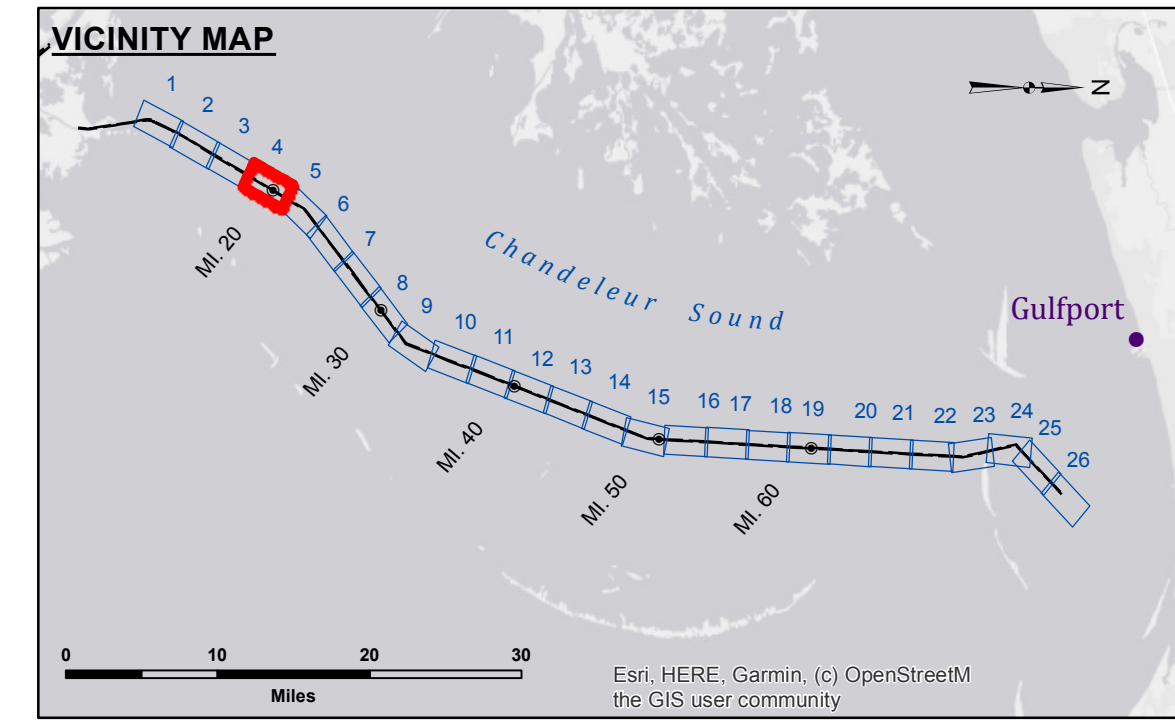 VICINITY MAP
N
1
2
3
4
5
6
7
8
9
10
11
12
13
14
15
16
17
18
19
20
21
22
23
24
25
26
MI. 20
MI. 30
MI. 40
MI. 50
MI. 60
Chandeleur Sound
Gulfport
0 10 20 30
Miles
Esri, HERE, Garmin, (c) OpenStreetM
the GIS user community